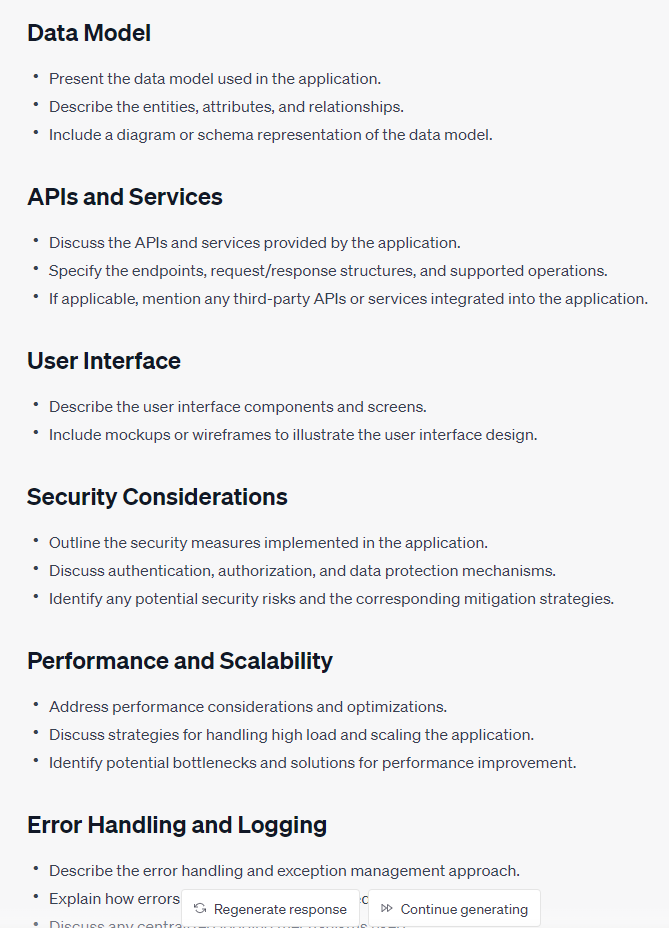 Data Model
• Present the data model used in the application.
• Describe the entities, attributes, and relationships.
• Include a diagram or schema representation of the data model.
APIs and Services
• Discuss the APIs and services provided by the application.
• Specify the endpoints, request/response structures, and supported operations.
• If applicable, mention any third-party APIs or services integrated into the application.
User Interface
• Describe the user interface components and screens.
• Include mockups or wireframes to illustrate the user interface design.
Security Considerations
• Outline the security measures implemented in the application.
• Discuss authentication, authorization, and data protection mechanisms.
• Identify any potential security risks and the corresponding mitigation strategies.
Performance and Scalability
• Address performance considerations and optimizations.
• Discuss strategies for handling high load and scaling the application.
• Identify potential bottlenecks and solutions for performance improvement.
Error Handling and Logging
• Describe the error handling and exception management approach.
• Explain how errors
Regenerate response
Continue generating
• Discuss any